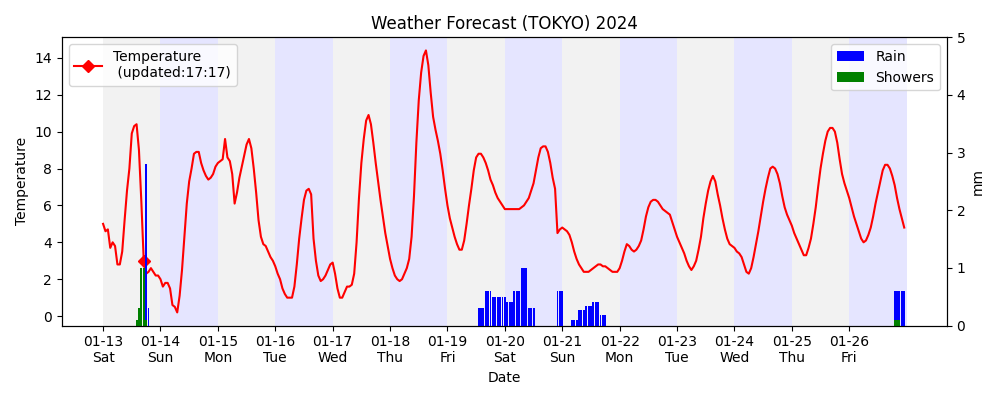 Weather Forecast (TOKYO) 2024
Temperature
(updated:17:17)
Rain
Showers
Temperature
14
12
10
8
6
4
2
0
5
4
3
2
1
0
mm
01-13 01-14 01-15 01-16 01-17 01-18 01-19 01-20 01-21 01-22 01-23 01-24 01-25 01-26
Sat Sun Mon Tue Wed Thu Fri Sat Sun Mon Tue Wed Thu Fri
Date